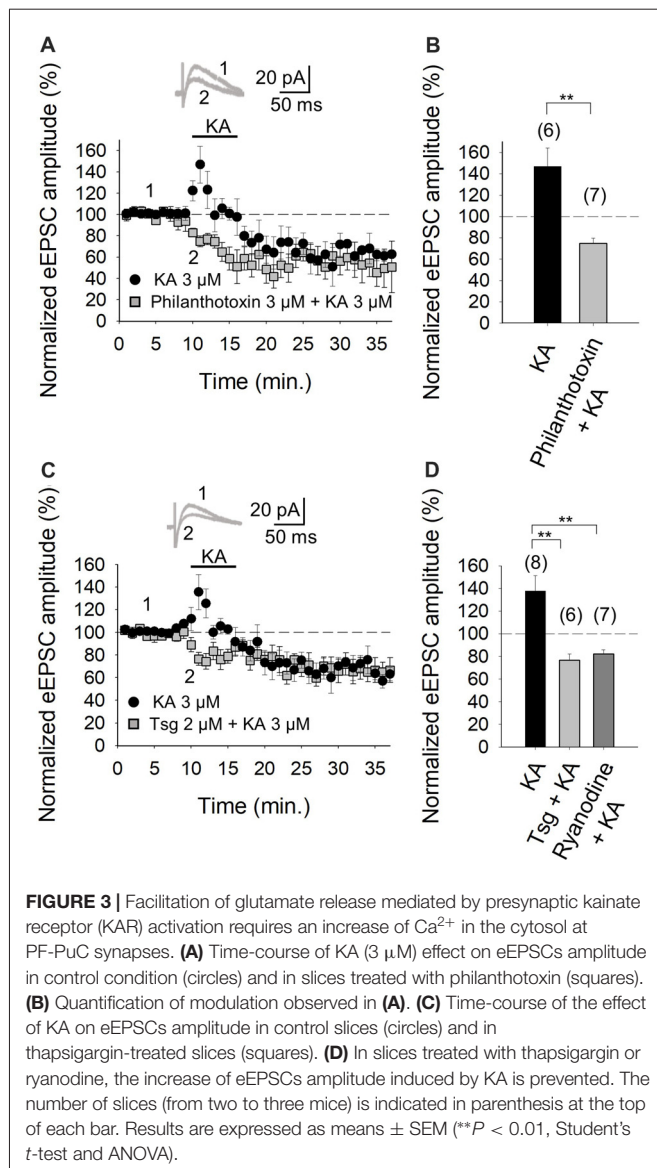 A
1
2
20 pA
50 ms
KA
Normalized eEPSC amplitude (%)
160
140
120
100
80
60
40
20
0
1
2
KA 3 µM
Philanthotoxin 3 µM + KA 3 µM
0 5 10 15 20 25 30 35
Time (min.)
B
Normalized eEPSC amplitude (%)
160
140
120
100
80
60
40
20
0
**
(6)
(7)
KA
Philanthotoxin
+ KA
C
1
2
20 pA
50 ms
KA
Normalized eEPSC amplitude (%)
160
140
120
100
80
60
40
20
0
1
2
KA 3 µM
Tsg 2 µM + KA 3 µM
0 5 10 15 20 25 30 35
Time (min.)
D
Normalized eEPSC amplitude (%)
160
140
120
100
80
60
40
20
0
**
**
(8)
(6)
(7)
KA
Tsg + KA
Ryanodine
+ KA
FIGURE 3 | Facilitation of glutamate release mediated by presynaptic kainate
receptor (KAR) activation requires an increase of Ca2+ in the cytosol at
PF-PuC synapses. (A) Time-course of KA (3 µM) effect on eEPSCs amplitude
in control condition (circles) and in slices treated with philanthotoxin (squares).
(B) Quantification of modulation observed in (A). (C) Time-course of the effect
of KA on eEPSCs amplitude in control slices (circles) and in
thapsigargin-treated slices (squares). (D) In slices treated with thapsigargin or
ryanodine, the increase of eEPSCs amplitude induced by KA is prevented. The
number of slices (from two to three mice) is indicated in parenthesis at the top
of each bar. Results are expressed as means ± SEM (**P < 0.01, Student's
t-test and ANOVA).